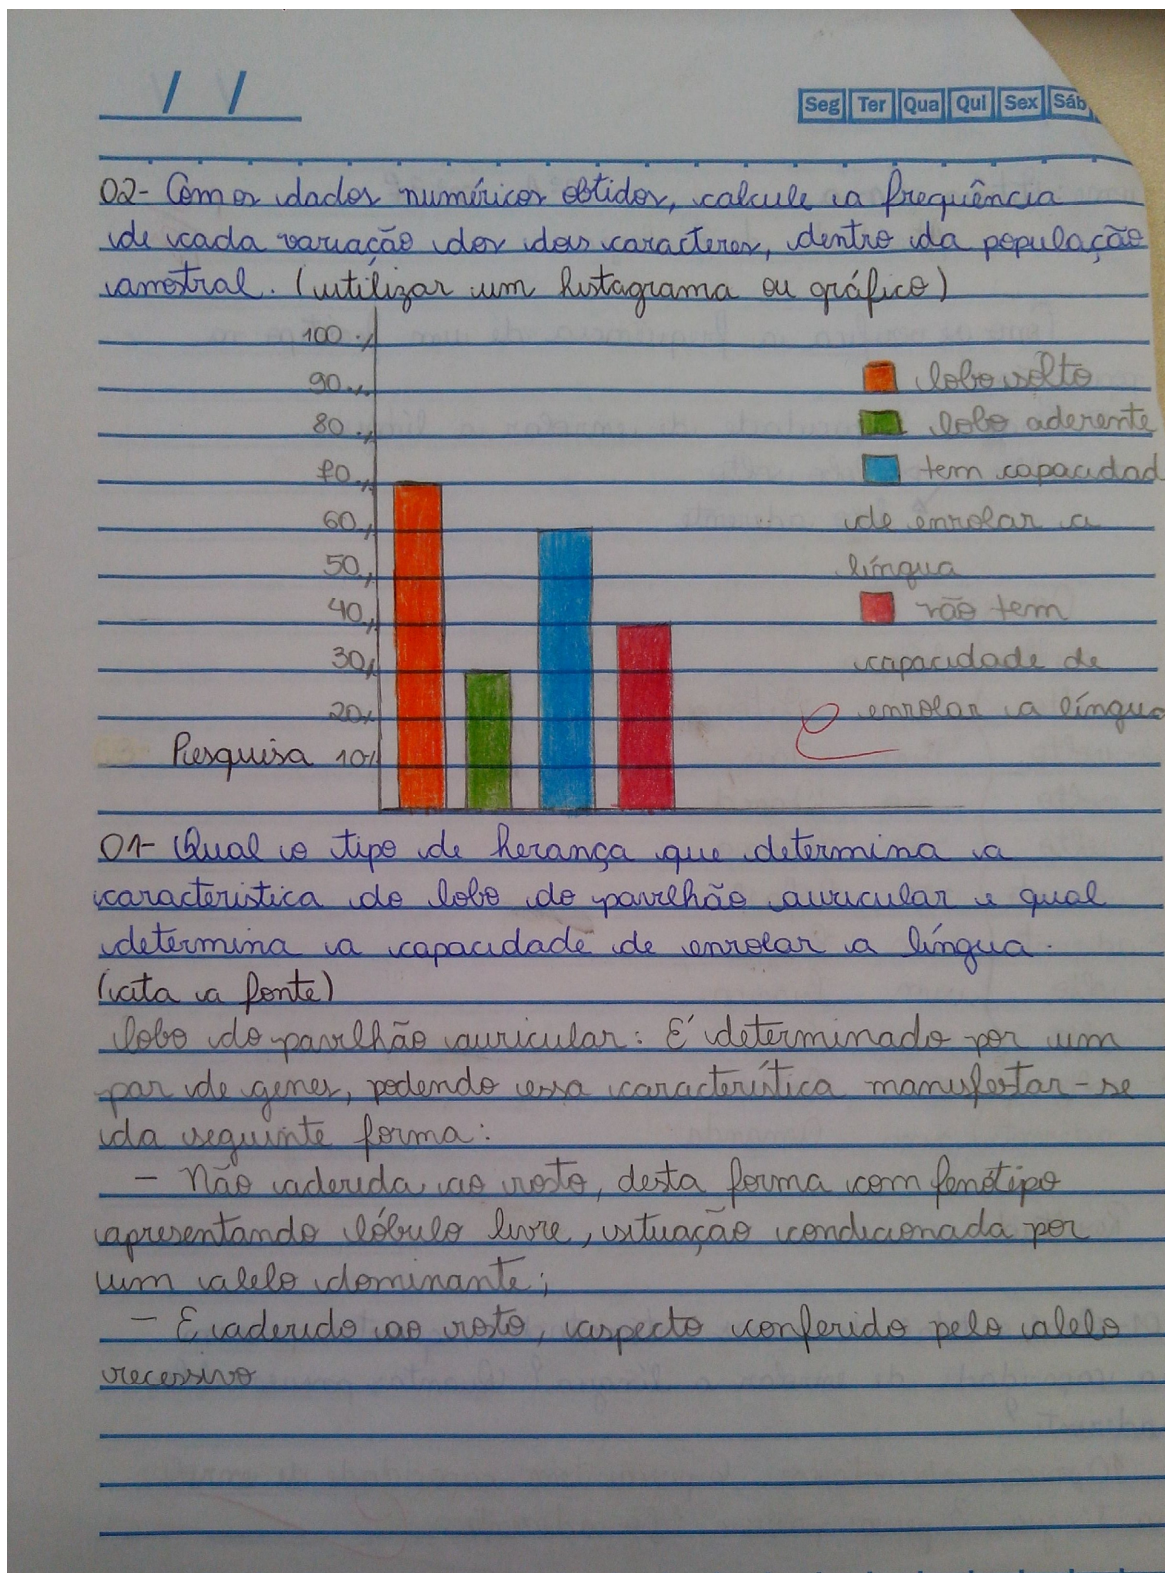 / /
Seg Ter Qua Qui Sex Sáb
02- Com os dados numéricos obtidos, calcule a frequência
de cada variação dos dois caracteres, dentro da população
amostral. (utilizar um histagrama ou gráfico)
100%
90%
80%
70%
60%
50%
40%
30%
20%
10%
lobo solto
lobo aderente
tem capacidad
de enrolar a
língua
não tem
capacidade de
enrolar a língua
Pesquisa
01- Qual o tipo de herança que determina a
característica do lobo do pavilhão auricular e qual
determina a capacidade de enrolar a língua.
(cita a fonte)
lobo do pavilhão auricular: É determinado por um
par de genes, podendo essa característica manifestar-se
da seguinte forma:
- Não aderida ao rosto, desta forma com fenótipo
apresentando lóbulo livre, situação condicionada por
um alelo dominante;
- E aderido ao rosto, aspecto conferido pelo alelo
recessivo